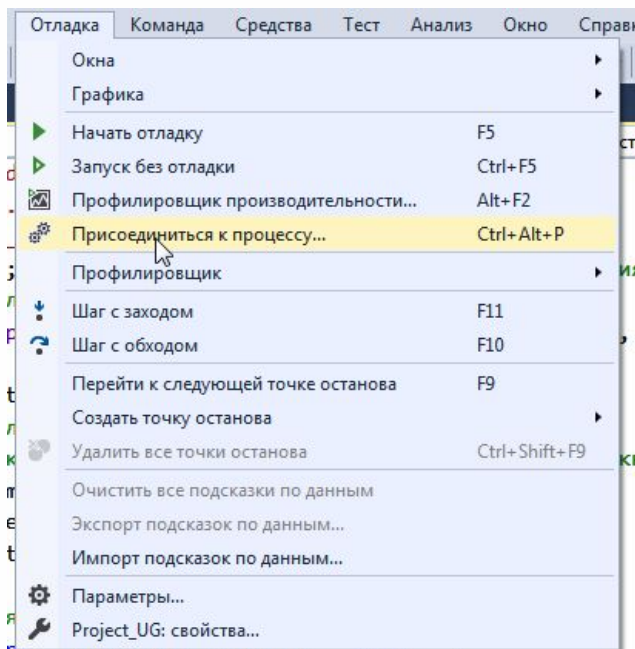 Отладка Команда Средства Тест Анализ Окно Справ
Окна
Графика
Начать отладку F5
Запуск без отладки Ctrl+F5
Профилировщик производительности... Alt+F2
Присоединиться к процессу... Ctrl+Alt+P
Профилировщик
Шаг с заходом F11
Шаг с обходом F10
Перейти к следующей точке останова F9
Создать точку останова
Удалить все точки останова Ctrl+Shift+F9
Очистить все подсказки по данным
Экспорт подсказок по данным...
Импорт подсказок по данным...
Параметры...
Project_UG: свойства...